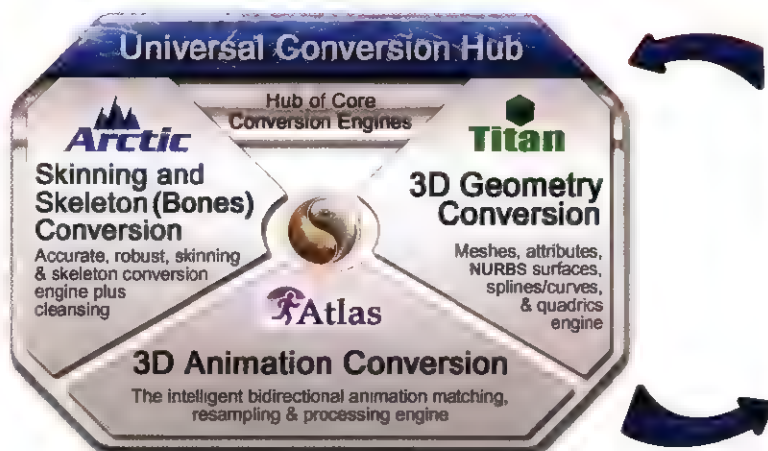 Universal Conversion Hub
Hub of Core
Conversion Engines
Arctic
Skinning and
Skeleton (Bones)
Conversion
Accurate, robust, skinning
& skeleton conversion
engine plus
cleansing
Titan
3D Geometry
Conversion
Meshes, attributes,
NURBS surfaces,
splines/curves,
& quadrics
engine
Atlas
3D Animation Conversion
The intelligent bidirectional animation matching,
resampling & processing engine